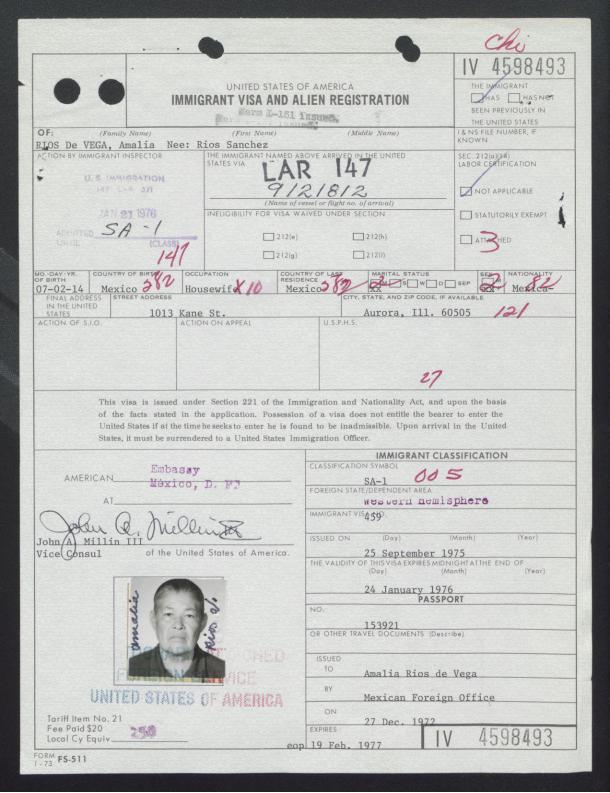 Chi
IV 4598493
UNITED STATES OF AMERICA
IMMIGRANT VISA AND ALIEN REGISTRATION
Form I-151 Issued,
THE IMMIGRANT
HAS HAS NOT
BEEN PREVIOUSLY IN
THE UNITED STATES
OF: (Family Name) (First Name) (Middle Name)
RIOS De VEGA, Amalia Nee: Rios Sanchez
I & NS FILE NUMBER, IF KNOWN
ACTION BY IMMIGRANT INSPECTOR
U.S. IMMIGRATION
147 LAR 371
JAN 21 1976
ADMITTED SA-1
UNTIL (CLASS)
147
THE IMMIGRANT NAMED ABOVE ARRIVED IN THE UNITED
STATES VIA
LAR 147
9121812
(Name of vessel or flight no. of arrival)
INELIGIBILITY FOR VISA WAIVED UNDER SECTION
212(e) 212(h)
212(g) 212(i)
SEC. 212(a)(14)
LABOR CERTIFICATION
NOT APPLICABLE
STATUTORILY EXEMPT
ATTACHED
3
MO.-DAY-YR. OF BIRTH
07-02-14
COUNTRY OF BIRTH
Mexico 382
OCCUPATION
Housewife X10
COUNTRY OF LAST RESIDENCE
Mexico 382
MARITAL STATUS
S W D SEP
xx 2
SEX
xx 2
NATIONALITY
Mexica- 82
FINAL ADDRESS IN THE UNITED STATES
STREET ADDRESS
1013 Kane St.
CITY, STATE, AND ZIP CODE, IF AVAILABLE
Aurora, Ill. 60505 121
ACTION OF S.I.O.
ACTION ON APPEAL
U.S.P.H.S.
27
This visa is issued under Section 221 of the Immigration and Nationality Act, and upon the basis
of the facts stated in the application. Possession of a visa does not entitle the bearer to enter the
United States if at the time he seeks to enter he is found to be inadmissible. Upon arrival in the United
States, it must be surrendered to a United States Immigration Officer.
AMERICAN Embassy
AT México, D. F.
John A. Millin III
John A. Millin III
Vice Consul of the United States of America.
IMMIGRANT CLASSIFICATION
CLASSIFICATION SYMBOL
SA-1 005
FOREIGN STATE/DEPENDENT AREA
Western Hemisphere
IMMIGRANT VISA NO.
459
ISSUED ON (Day) (Month) (Year)
25 September 1975
THE VALIDITY OF THIS VISA EXPIRES MIDNIGHT AT THE END OF
(Day) (Month) (Year)
24 January 1976
PASSPORT
NO.
153921
OR OTHER TRAVEL DOCUMENTS (Describe)
ISSUED
TO Amalia Rios de Vega
BY Mexican Foreign Office
ON 27 Dec. 1972
EXPIRES
eop 19 Feb. 1977
amalia
Rios V
FOREIGN SERVICE
UNITED STATES OF AMERICA
Tariff Item No. 21
Fee Paid $20
Local Cy Equiv. 250
IV 4598493
FORM FS-511
1-73